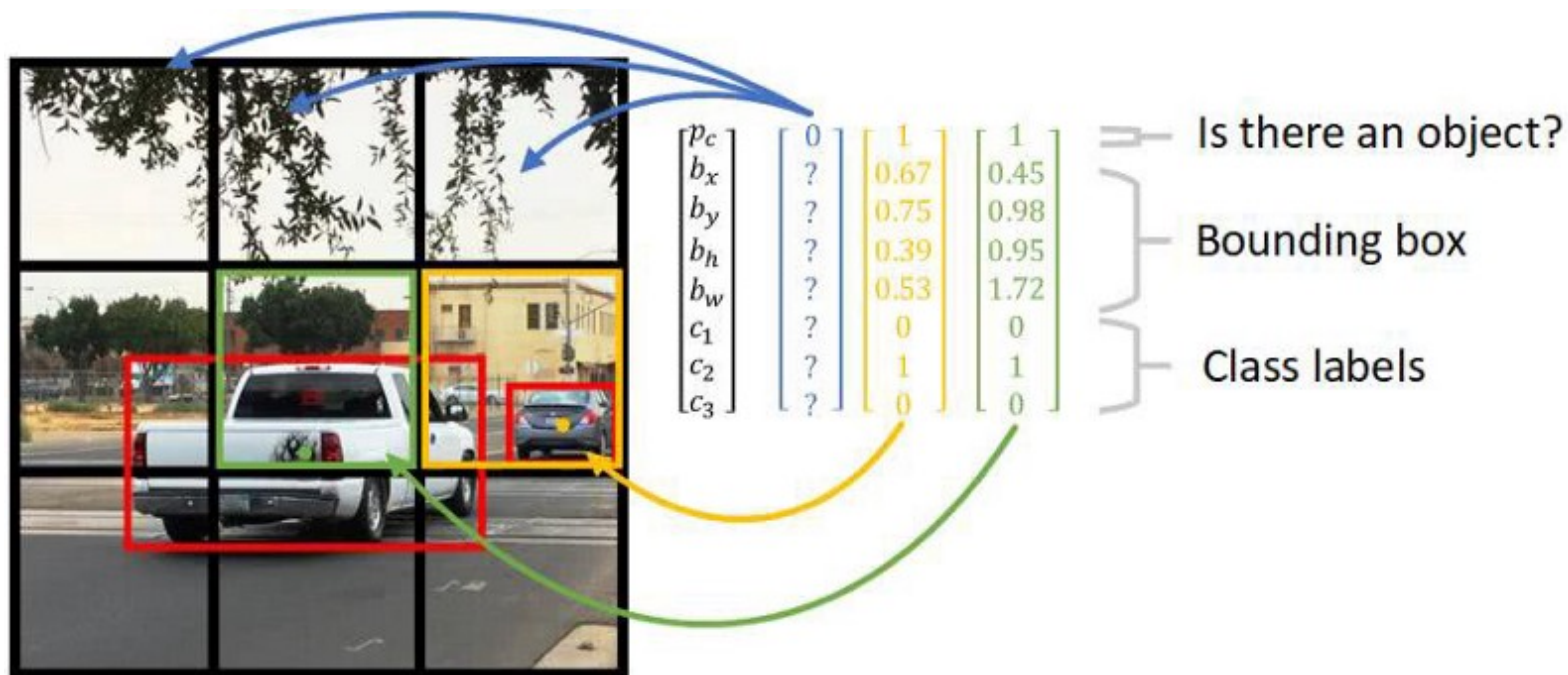 p_c 0 1 1 Is there an object?
b_x ? 0.67 0.45
b_y ? 0.75 0.98
b_h ? 0.39 0.95 Bounding box
b_w ? 0.53 1.72
c_1 ? 0 0
c_2 ? 1 1 Class labels
c_3 ? 0 0